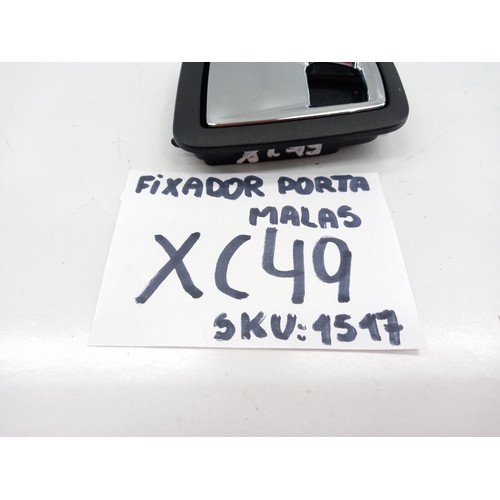 FiXADOR PORTA
MALAS
XC49
SKU:1517